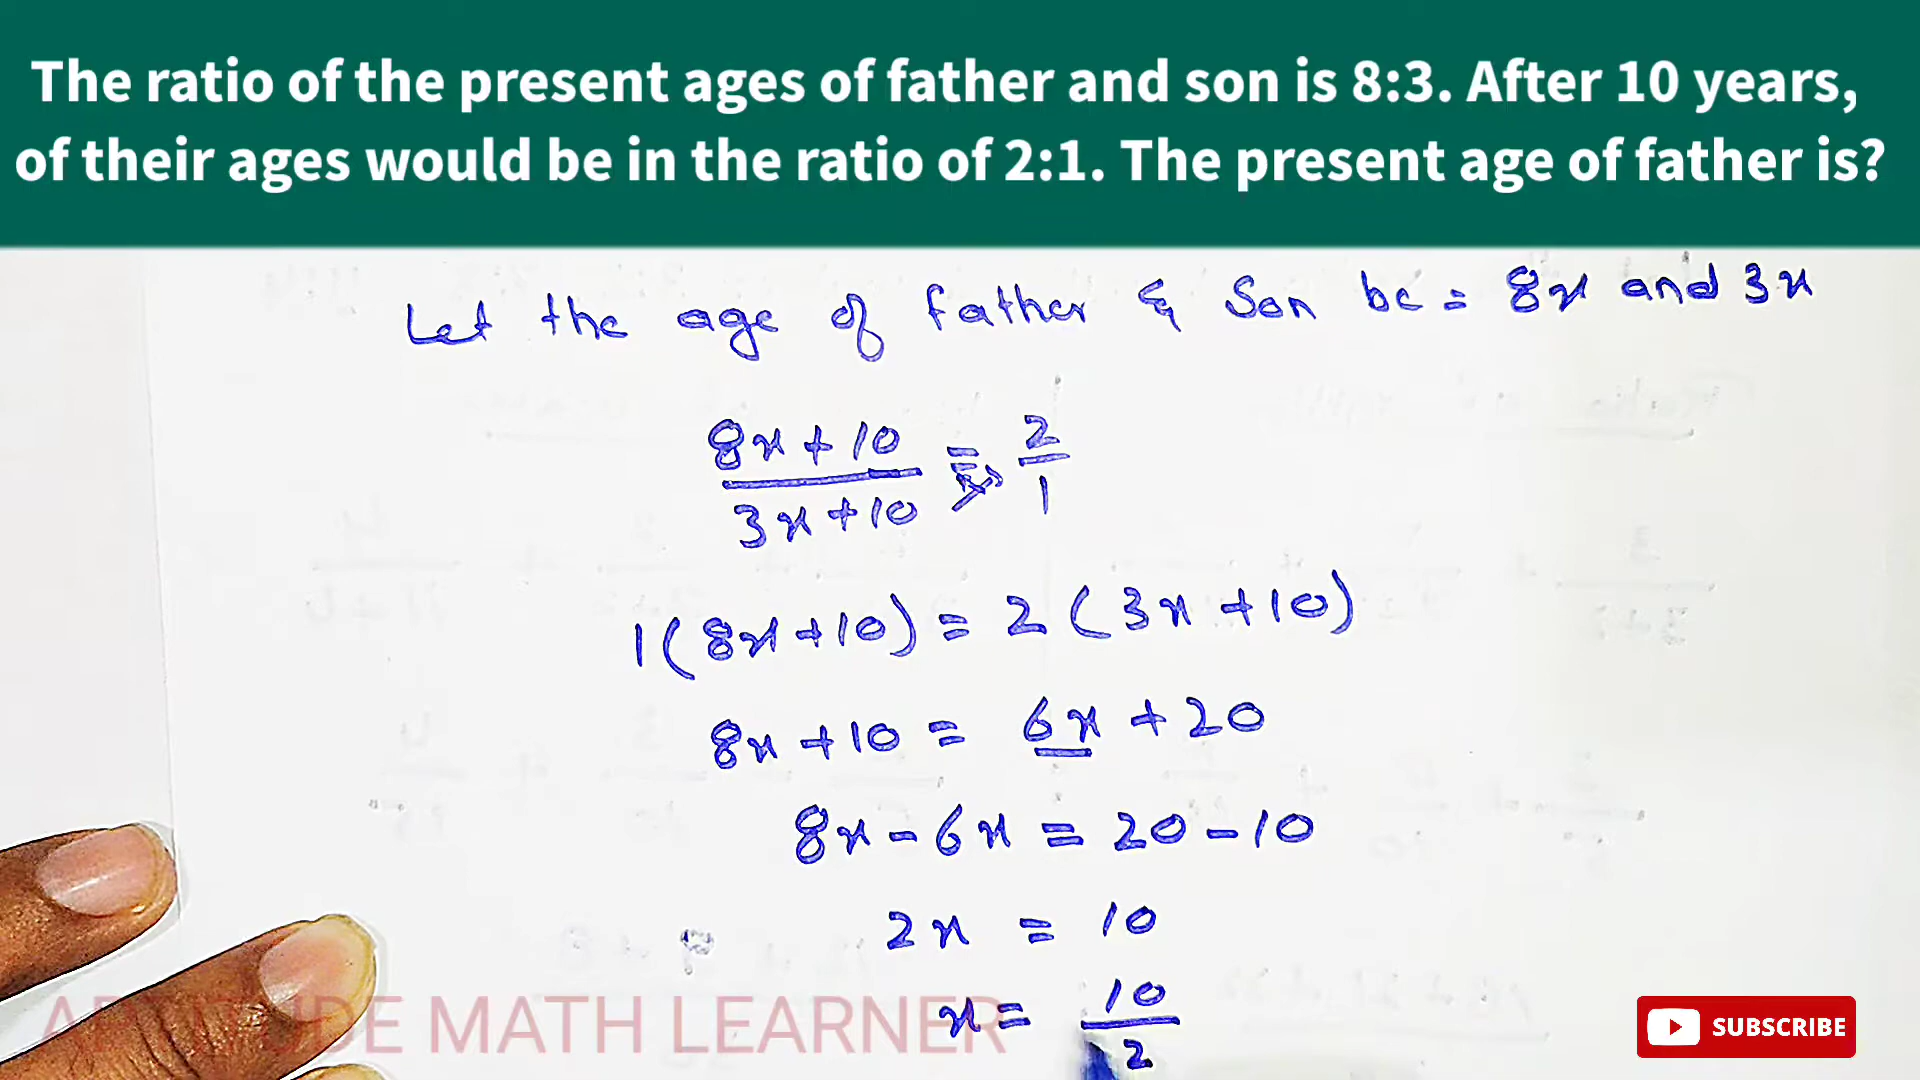 The ratio of the present ages of father and son is 8:3. After 10 years,
of their ages would be in the ratio of 2:1. The present age of father is?
Let the age of father & Son be = 8x and 3x
8x+10 / 3x+10 = 2/1
1(8x+10) = 2(3x+10)
8x+10 = 6x+20
8x-6x = 20-10
2x = 10
x = 10/2
APTITUDE MATH LEARNER
SUBSCRIBE